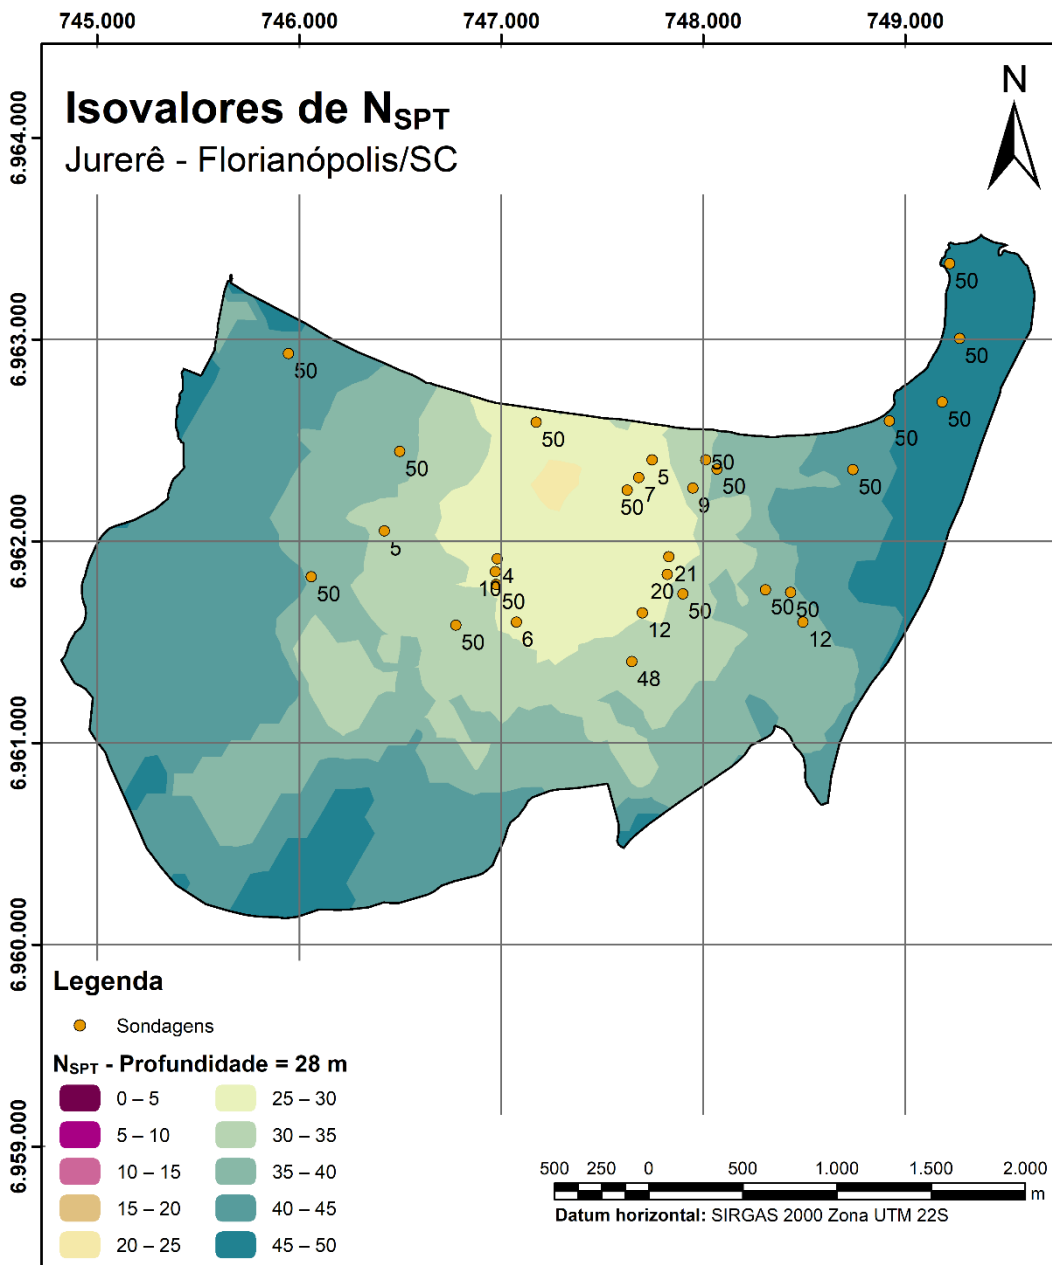 745.000 746.000 747.000 748.000 749.000
Isovalores de NSPT
Jurerê - Florianópolis/SC
N
6.964.000
6.963.000
6.962.000
6.961.000
6.960.000
6.959.000
50
50
50
50
50
50
50
50
5
50
50
7
50
9
5
4
21
10
20
50
50
50
50
50
12
12
6
50
48
Legenda
Sondagens
NSPT - Profundidade = 28 m
0 – 5 25 – 30
5 – 10 30 – 35
10 – 15 35 – 40
15 – 20 40 – 45
20 – 25 45 – 50
500 250 0 500 1.000 1.500 2.000
m
Datum horizontal: SIRGAS 2000 Zona UTM 22S